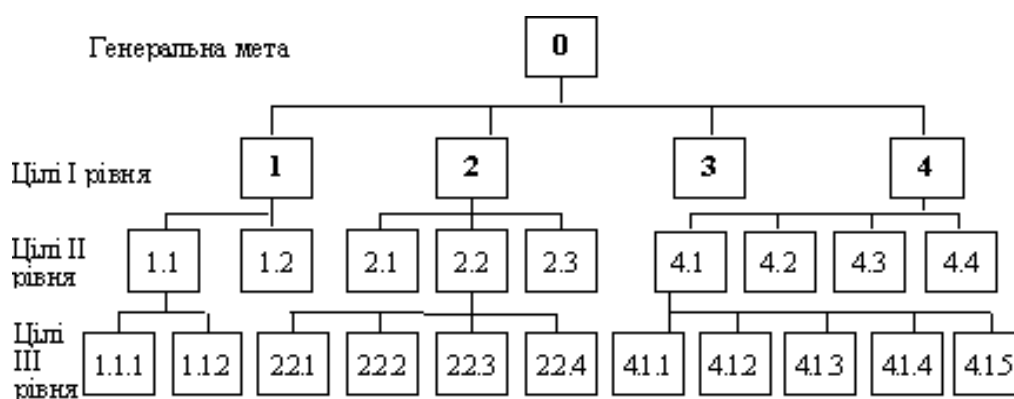 Генеральна мета
0
Цілі I рівня
1 2 3 4
Цілі II
рівня
1.1 1.2 2.1 2.2 2.3 4.1 4.2 4.3 4.4
Цілі
III
рівня
1.1.1 1.1.2 2.2.1 2.2.2 2.2.3 2.2.4 4.1.1 4.1.2 4.1.3 4.1.4 4.1.5